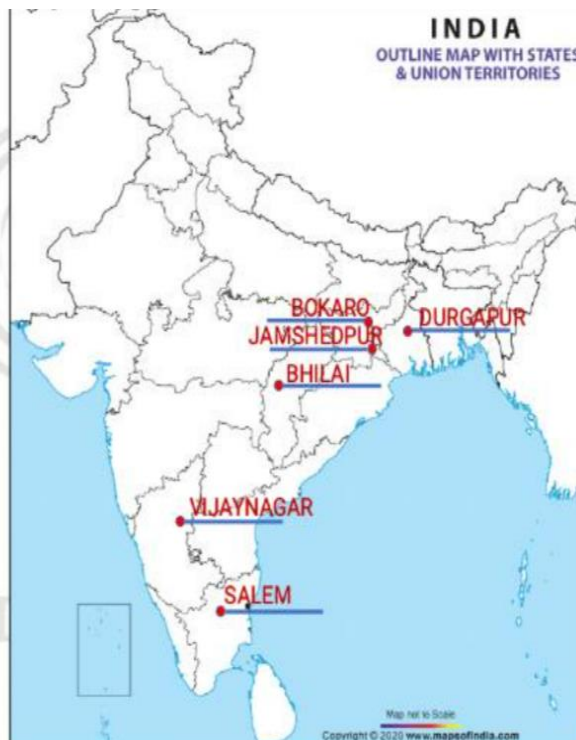 INDIA
OUTLINE MAP WITH STATES
& UNION TERRITORIES
BOKARO
DURGAPUR
JAMSHEDPUR
BHILAI
VIJAYNAGAR
SALEM
Map not to Scale
Copyright © 2020 www.mapsofindia.com